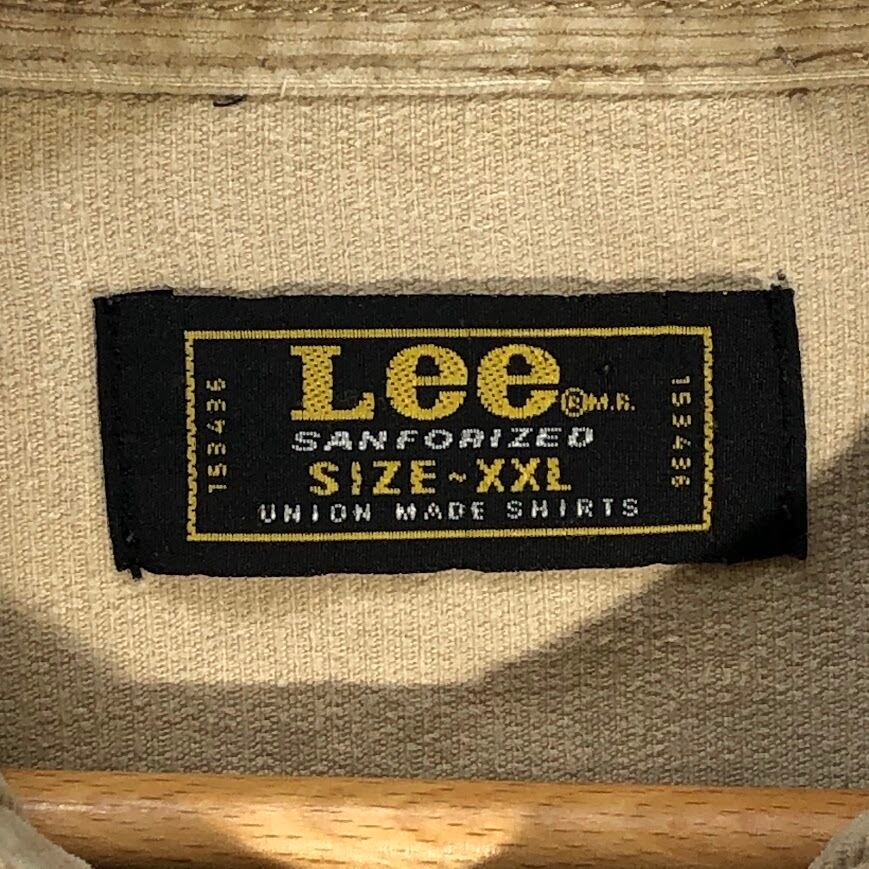 Lee ® M.R.
SANFORIZED
SIZE~XXL
UNION MADE SHIRTS
153436
153436